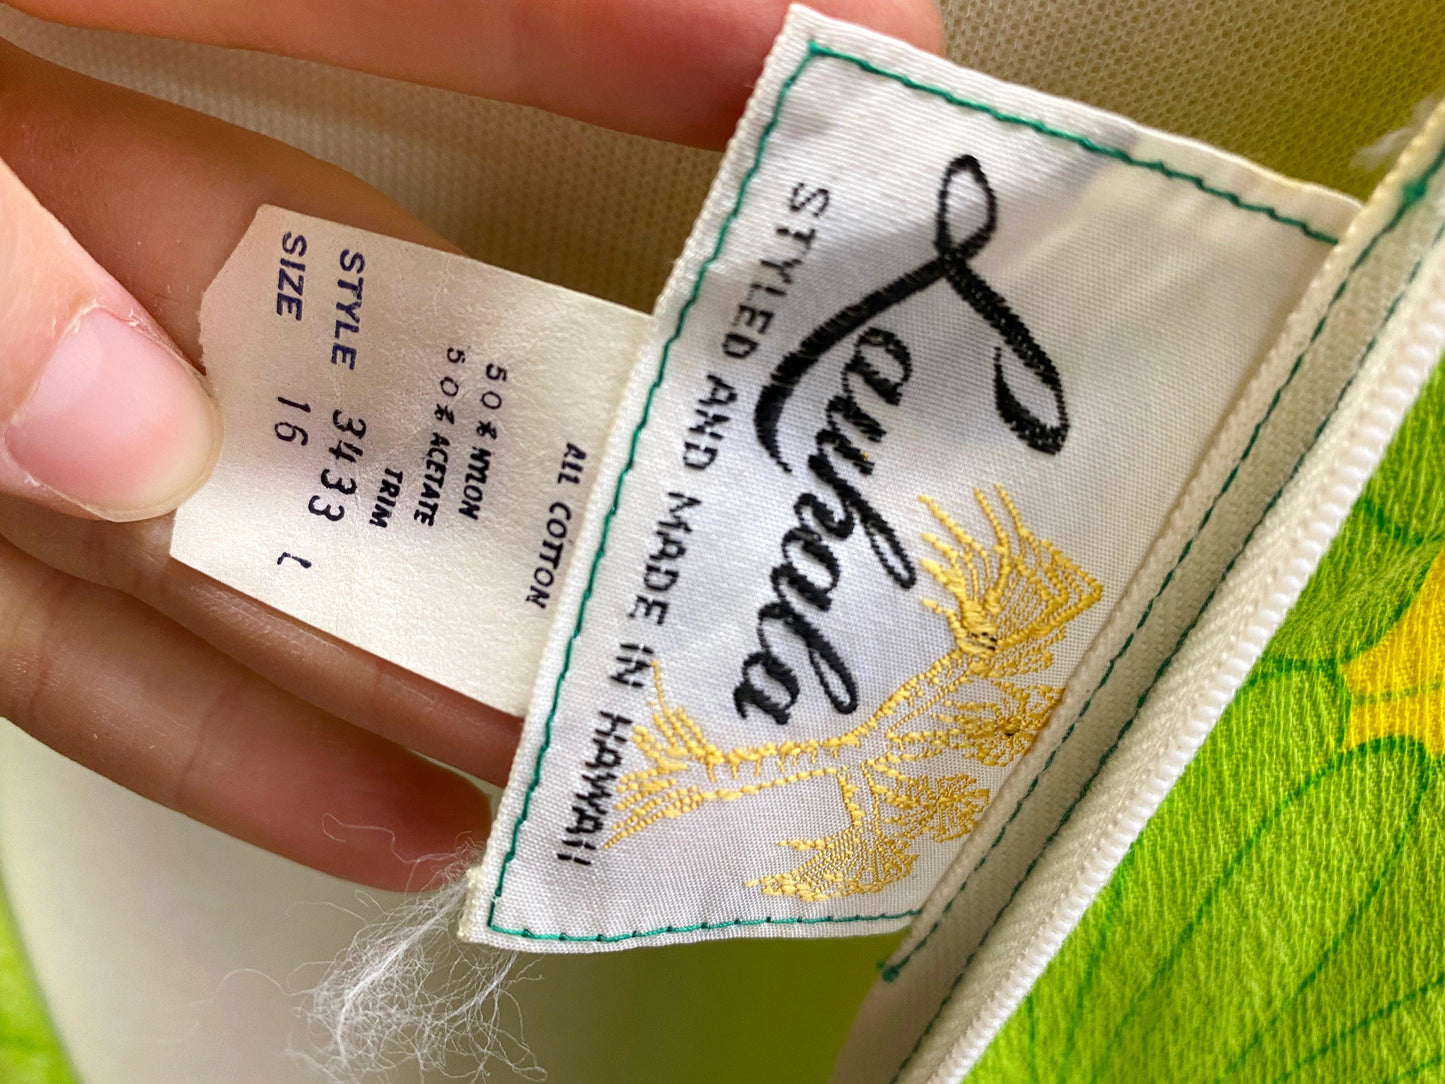 Lauhala
STYLED AND MADE IN HAWAII
ALL COTTON
50% NYLON
50% ACETATE
TRIM
STYLE 3433 L
SIZE 16